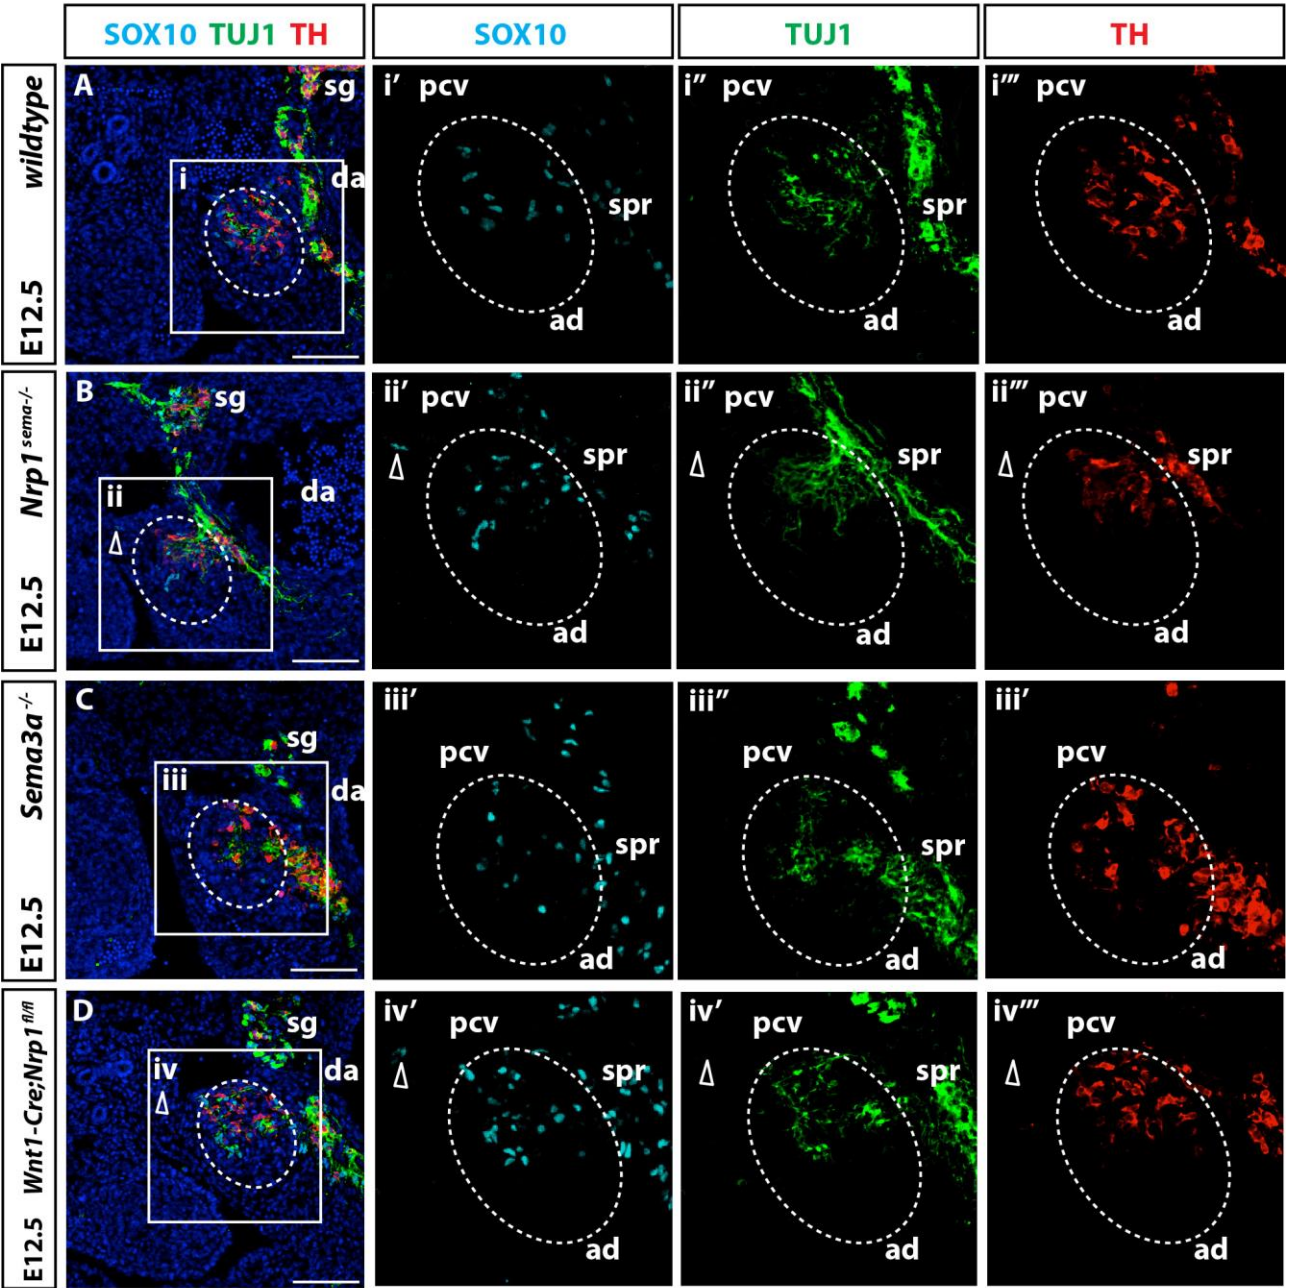 SOX10 TUJ1 TH
SOX10
TUJ1
TH
E12.5 wildtype
A
sg
i
da
i′ pcv
spr
ad
i″ pcv
spr
ad
i‴ pcv
E12.5 Nrp1 sema-/-
B
sg
ii
da
ii′ pcv
spr
ad
ii″ pcv
spr
ad
ii‴ pcv
spr
ad
E12.5 Sema3a -/-
C
sg
iii
da
iii′
pcv
spr
ad
iii″
pcv
spr
ad
iii′
pcv
ad
E12.5 Wnt1-Cre;Nrp1 fl/fl
D
sg
iv
da
iv′
pcv
spr
ad
iv′
pcv
spr
ad
iv‴
pcv
spr
ad